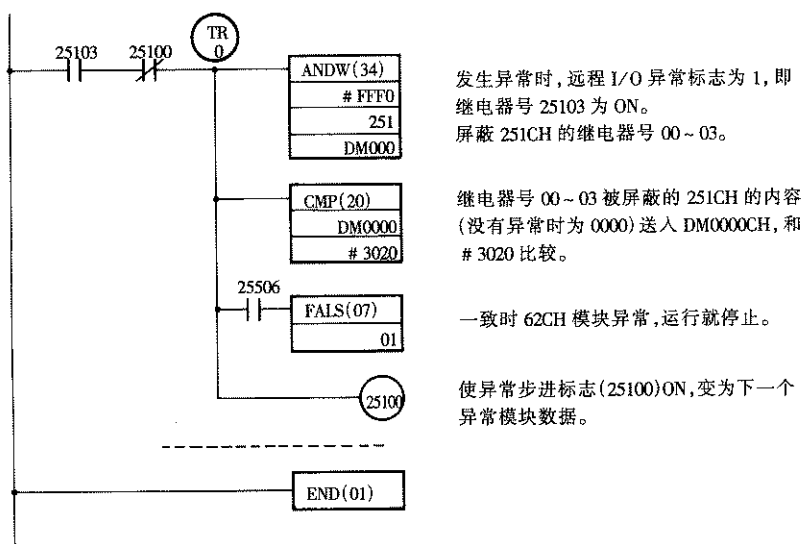 TR
0
25103 25100
ANDW(34)
# FFF0
251
DM000
发生异常时,远程 I/O 异常标志为 1,即
继电器号 25103 为 ON。
屏蔽 251CH 的继电器号 00~03。
CMP(20)
DM0000
# 3020
继电器号 00~03 被屏蔽的 251CH 的内容
(没有异常时为 0000)送入 DM0000CH,和
# 3020 比较。
25506
FALS(07)
01
一致时 62CH 模块异常,运行就停止。
25100
使异常步进标志(25100)ON,变为下一个
异常模块数据。
END(01)